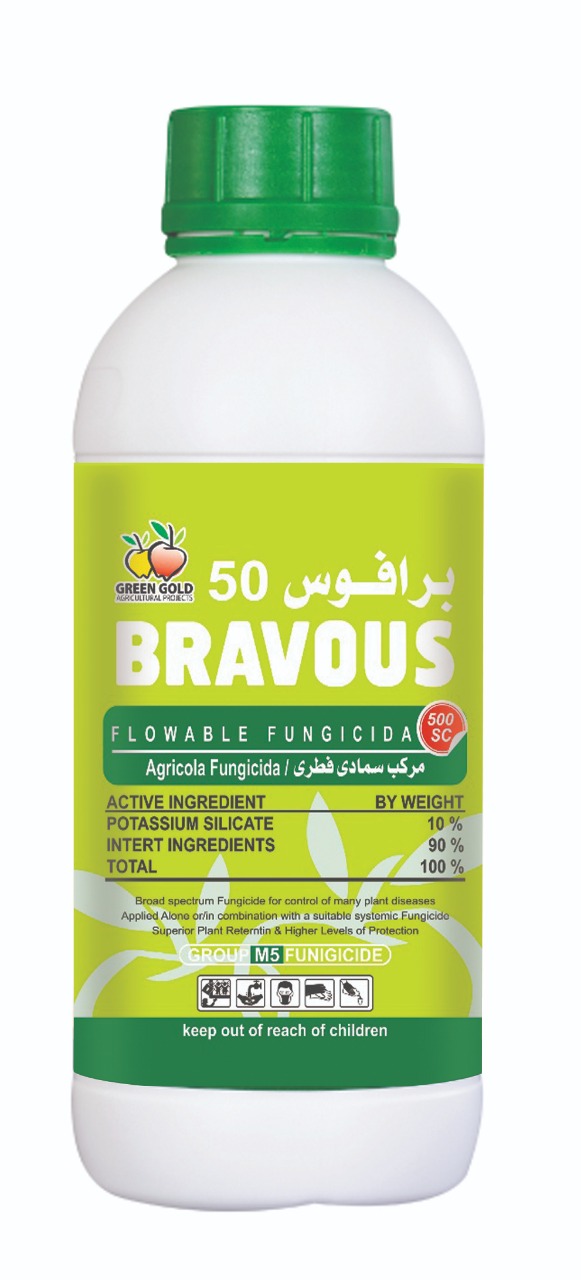 GREEN GOLD
AGRICULTURAL PROJECTS
برافوس 50
BRAVOUS
FLOWABLE FUNGICIDA
500
SC
Agricola Fungicida / مركب سمادى فطرى
ACTIVE INGREDIENT BY WEIGHT
POTASSIUM SILICATE 10 %
INTERT INGREDIENTS 90 %
TOTAL 100 %
Broad spectrum Fungicide for control of many plant diseases
Applied Alone or/in combination with a suitable systemic Fungicide
Superior Plant Reterntin & Higher Levels of Protection
GROUP M5 FUNIGICIDE
keep out of reach of children